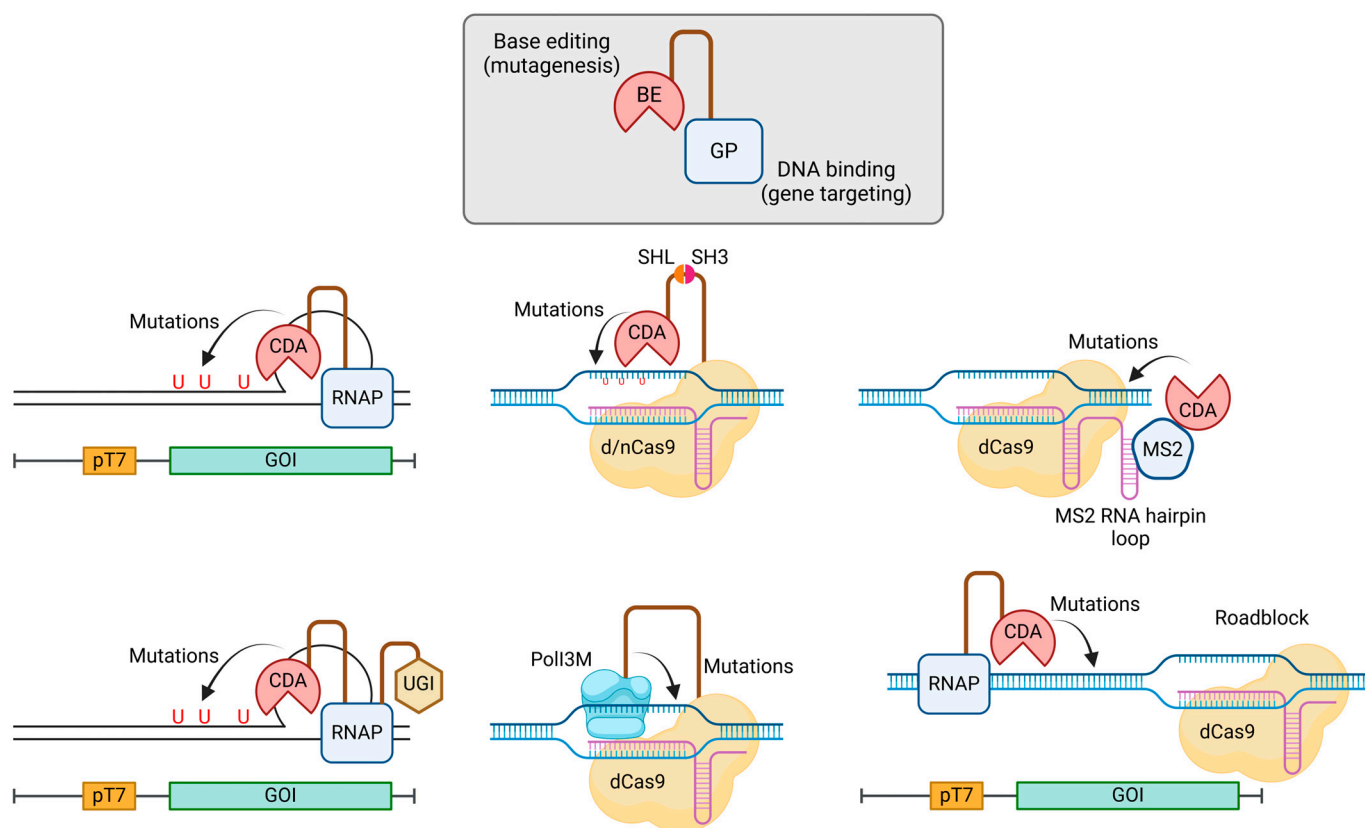 Base editing
(mutagenesis)
BE
GP
DNA binding
(gene targeting)
Mutations
CDA
U U U
RNAP
pT7
GOI
SHL SH3
Mutations
CDA
U U U
d/nCas9
Mutations
CDA
dCas9
MS2
MS2 RNA hairpin
loop
Mutations
CDA
UGI
U U U
RNAP
pT7
GOI
PolI3M
Mutations
dCas9
CDA
Mutations
Roadblock
RNAP
dCas9
pT7
GOI